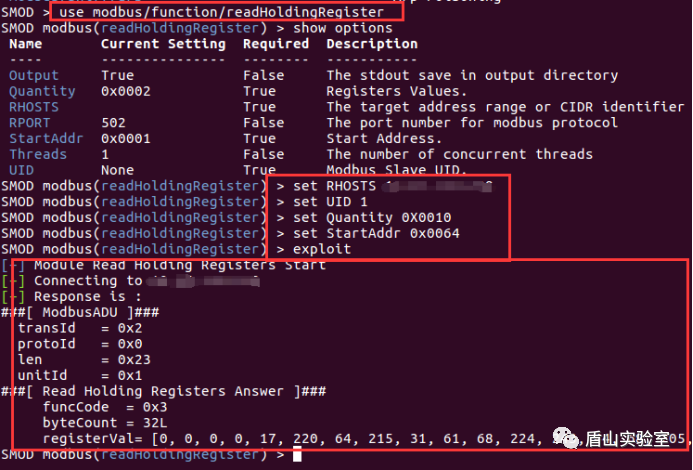 SMOD > use modbus/function/readHoldingRegister
SMOD modbus(readHoldingRegister) > show options
Name Current Setting Required Description
---- --------------- -------- -----------
Output True False The stdout save in output directory
Quantity 0x0002 True Registers Values.
RHOSTS True The target address range or CIDR identifier
RPORT 502 False The port number for modbus protocol
StartAddr 0x0001 True Start Address.
Threads 1 False The number of concurrent threads
UID None True Modbus Slave UID.
SMOD modbus(readHoldingRegister) > set RHOSTS
SMOD modbus(readHoldingRegister) > set UID 1
SMOD modbus(readHoldingRegister) > set Quantity 0X0010
SMOD modbus(readHoldingRegister) > set StartAddr 0x0064
SMOD modbus(readHoldingRegister) > exploit
[+] Module Read Holding Registers Start
[+] Connecting to
[+] Response is :
###[ ModbusADU ]###
transId = 0x2
protoId = 0x0
len = 0x23
unitId = 0x1
###[ Read Holding Registers Answer ]###
funcCode = 0x3
byteCount = 32L
registerVal= [0, 0, 0, 0, 17, 220, 64, 215, 31, 61, 68, 224,
盾山实验室
SMOD modbus(readHoldingRegister) >